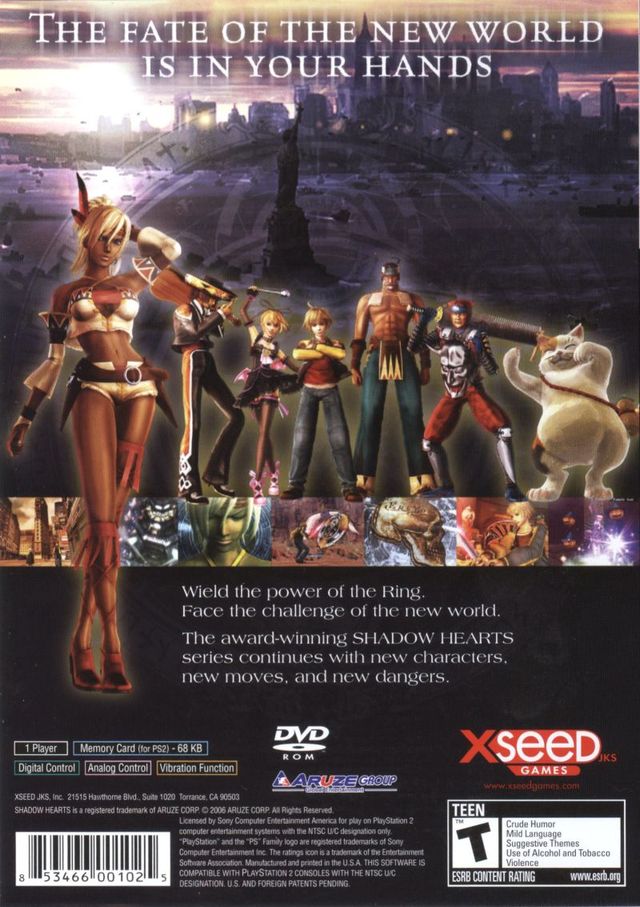 THE FATE OF THE NEW WORLD
IS IN YOUR HANDS
Wield the power of the Ring.
Face the challenge of the new world.
The award-winning SHADOW HEARTS
series continues with new characters,
new moves, and new dangers.
1 Player
Memory Card (for PS2) - 68 KB
Digital Control
Analog Control
Vibration Function
DVD
ROM
ARUZE GROUP
Global Entertainment
XSEED JKS
GAMES
www.xseedgames.com
XSEED JKS, Inc. 21515 Hawthorne Blvd., Suite 1020 Torrance, CA 90503
SHADOW HEARTS is a registered trademark of ARUZE CORP. © 2006 ARUZE CORP. All Rights Reserved.
Licensed by Sony Computer Entertainment America for play on PlayStation 2
computer entertainment systems with the NTSC U/C designation only.
"PlayStation" and the "PS" Family logo are registered trademarks of Sony
Computer Entertainment Inc. The ratings icon is a trademark of the Entertainment
Software Association. Manufactured and printed in the U.S.A. THIS SOFTWARE IS
COMPATIBLE WITH PLAYSTATION 2 CONSOLES WITH THE NTSC U/C
DESIGNATION. U.S. AND FOREIGN PATENTS PENDING.
8 53466 00102 5
TEEN
T
TM
Crude Humor
Mild Language
Suggestive Themes
Use of Alcohol and Tobacco
Violence
ESRB CONTENT RATING www.esrb.org